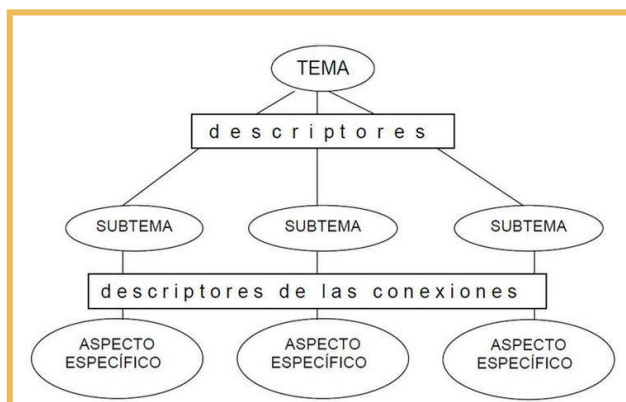 TEMA
descriptores
SUBTEMA SUBTEMA SUBTEMA
descriptores de las conexiones
ASPECTO ASPECTO ASPECTO
ESPECÍFICO ESPECÍFICO ESPECÍFICO